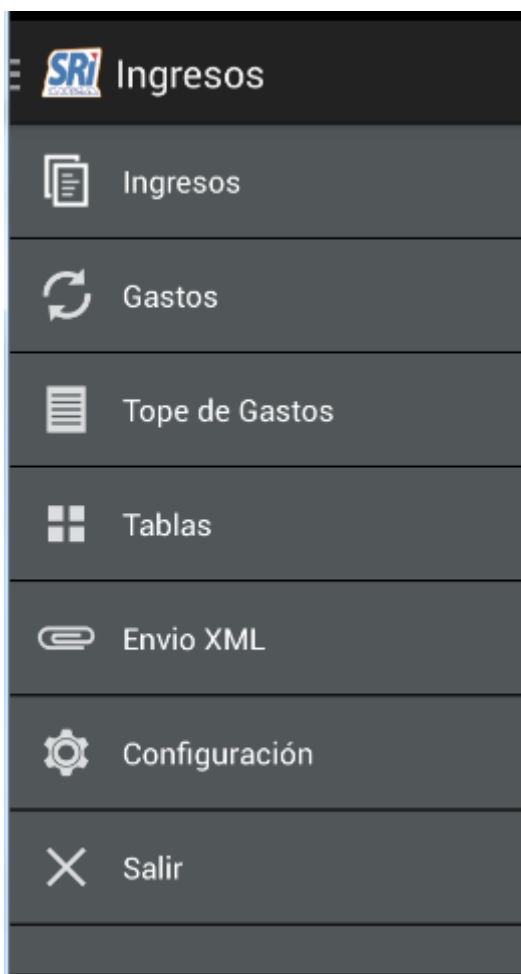 SRi Ingresos
Ingresos
Gastos
Tope de Gastos
Tablas
Envio XML
Configuración
Salir